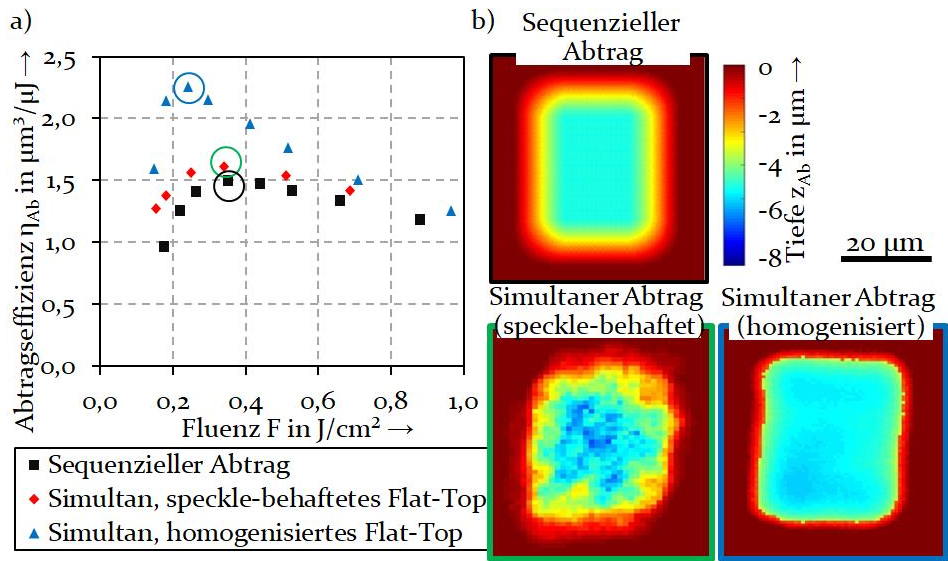 a)
Abtragseffizienz ηAb in μm³/μJ →
2,5
2,0
1,5
1,0
0,5
0,0
0,0 0,2 0,4 0,6 0,8 1,0
Fluenz F in J/cm² →
Sequenzieller Abtrag
Simultan, speckle-behaftetes Flat-Top
Simultan, homogenisiertes Flat-Top
b)
Sequenzieller
Abtrag
0
-2
-4
-6
-8
Tiefe zAb in μm →
20 μm
Simultaner Abtrag
(speckle-behaftet)
Simultaner Abtrag
(homogenisiert)